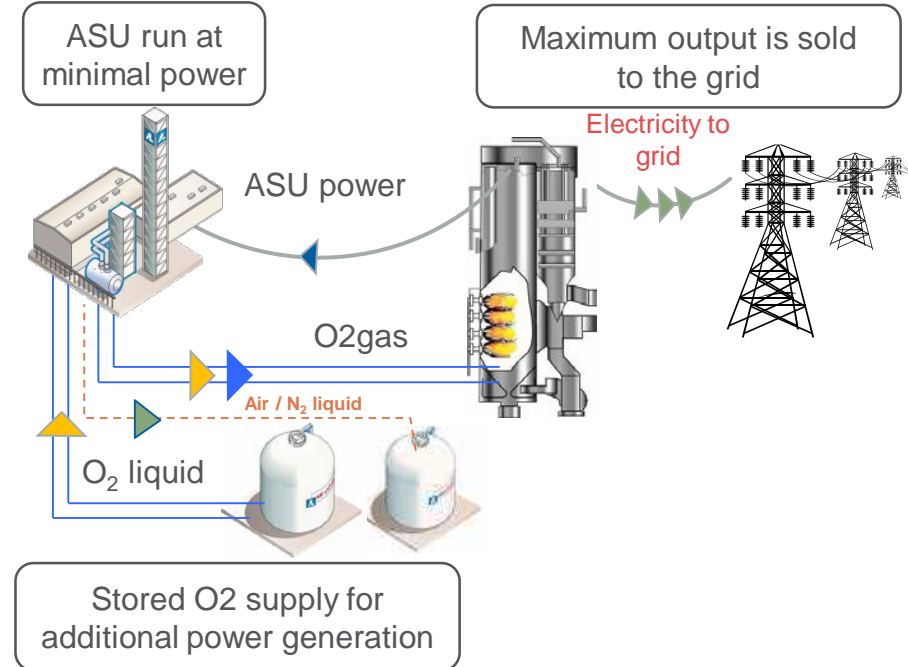 ASU run at
minimal power
Maximum output is sold
to the grid
Electricity to
grid
ASU power
O2gas
Air / N₂ liquid
O₂ liquid
Stored O2 supply for
additional power generation